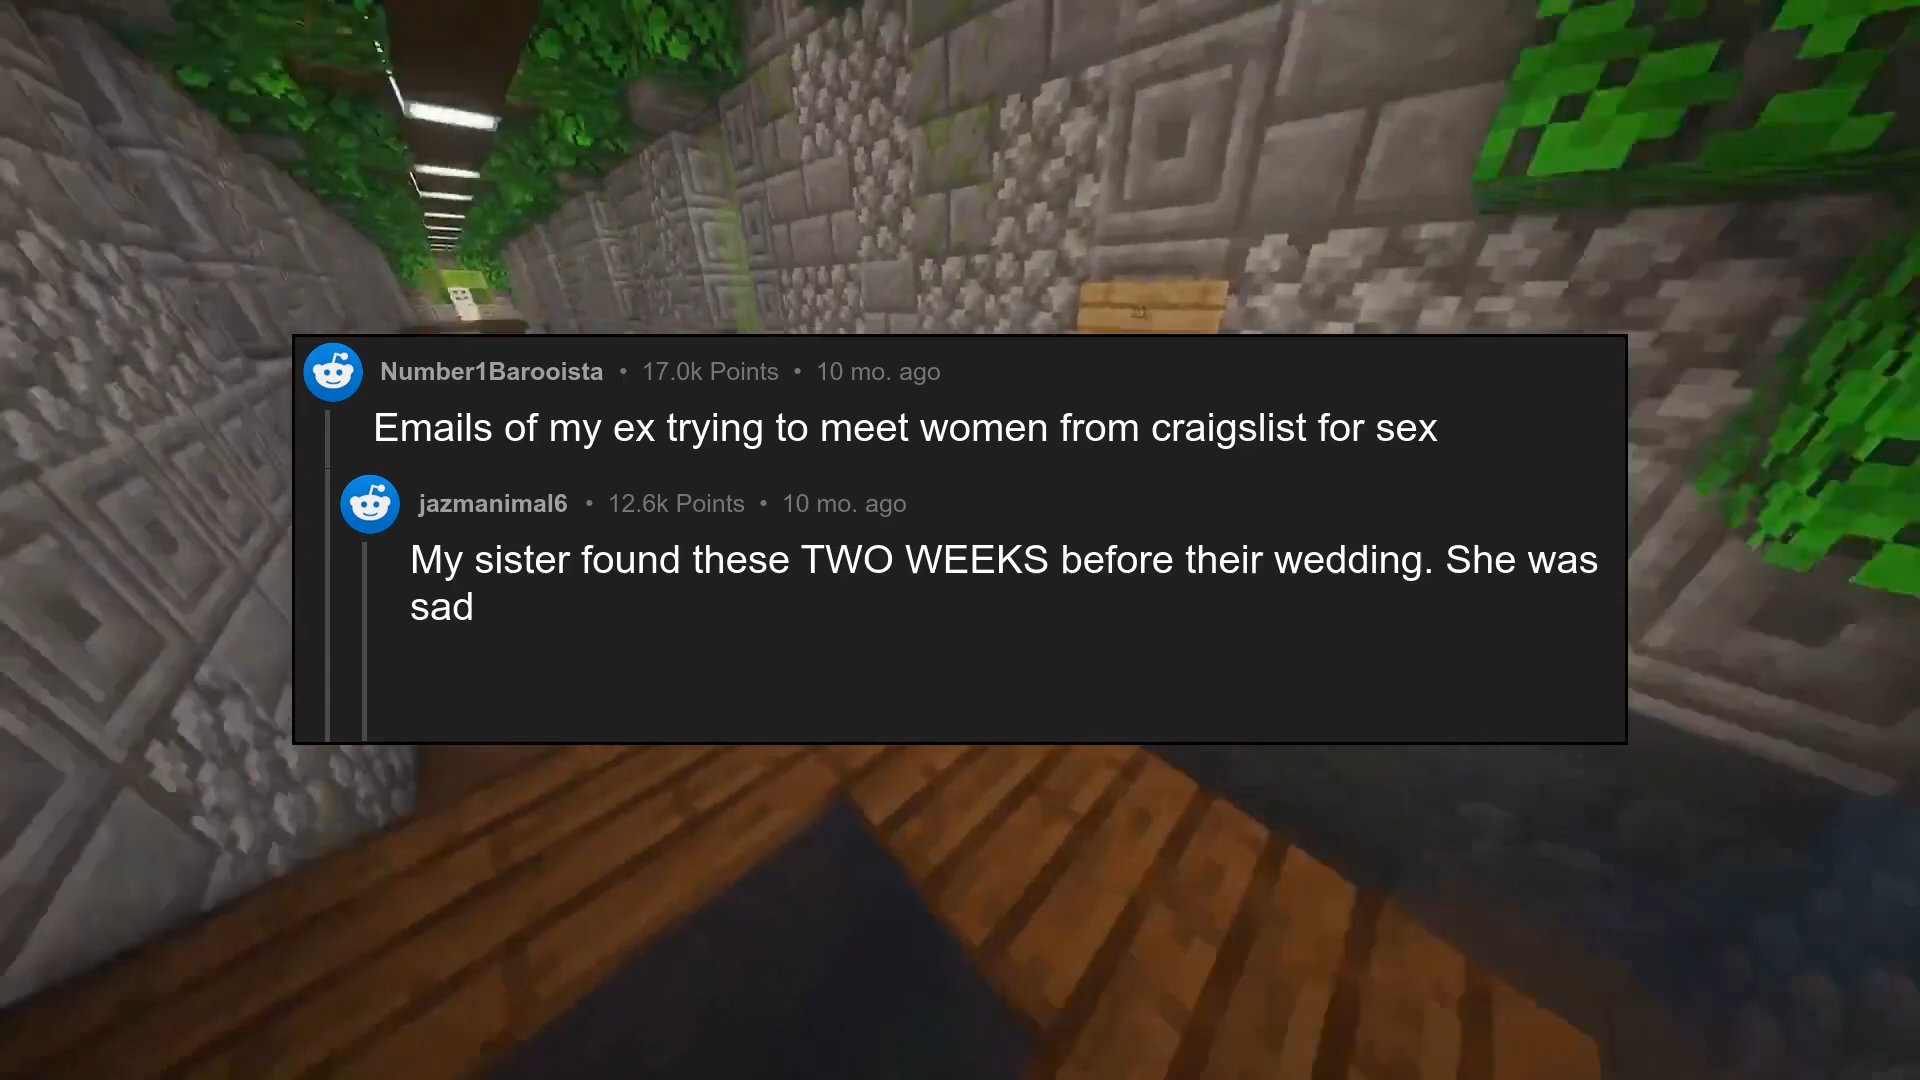 Number1Barooista • 17.0k Points • 10 mo. ago
Emails of my ex trying to meet women from craigslist for sex
jazmanimal6 • 12.6k Points • 10 mo. ago
My sister found these TWO WEEKS before their wedding. She was
sad